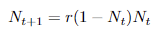 N_{t+1} = r(1 − N_t)N_t